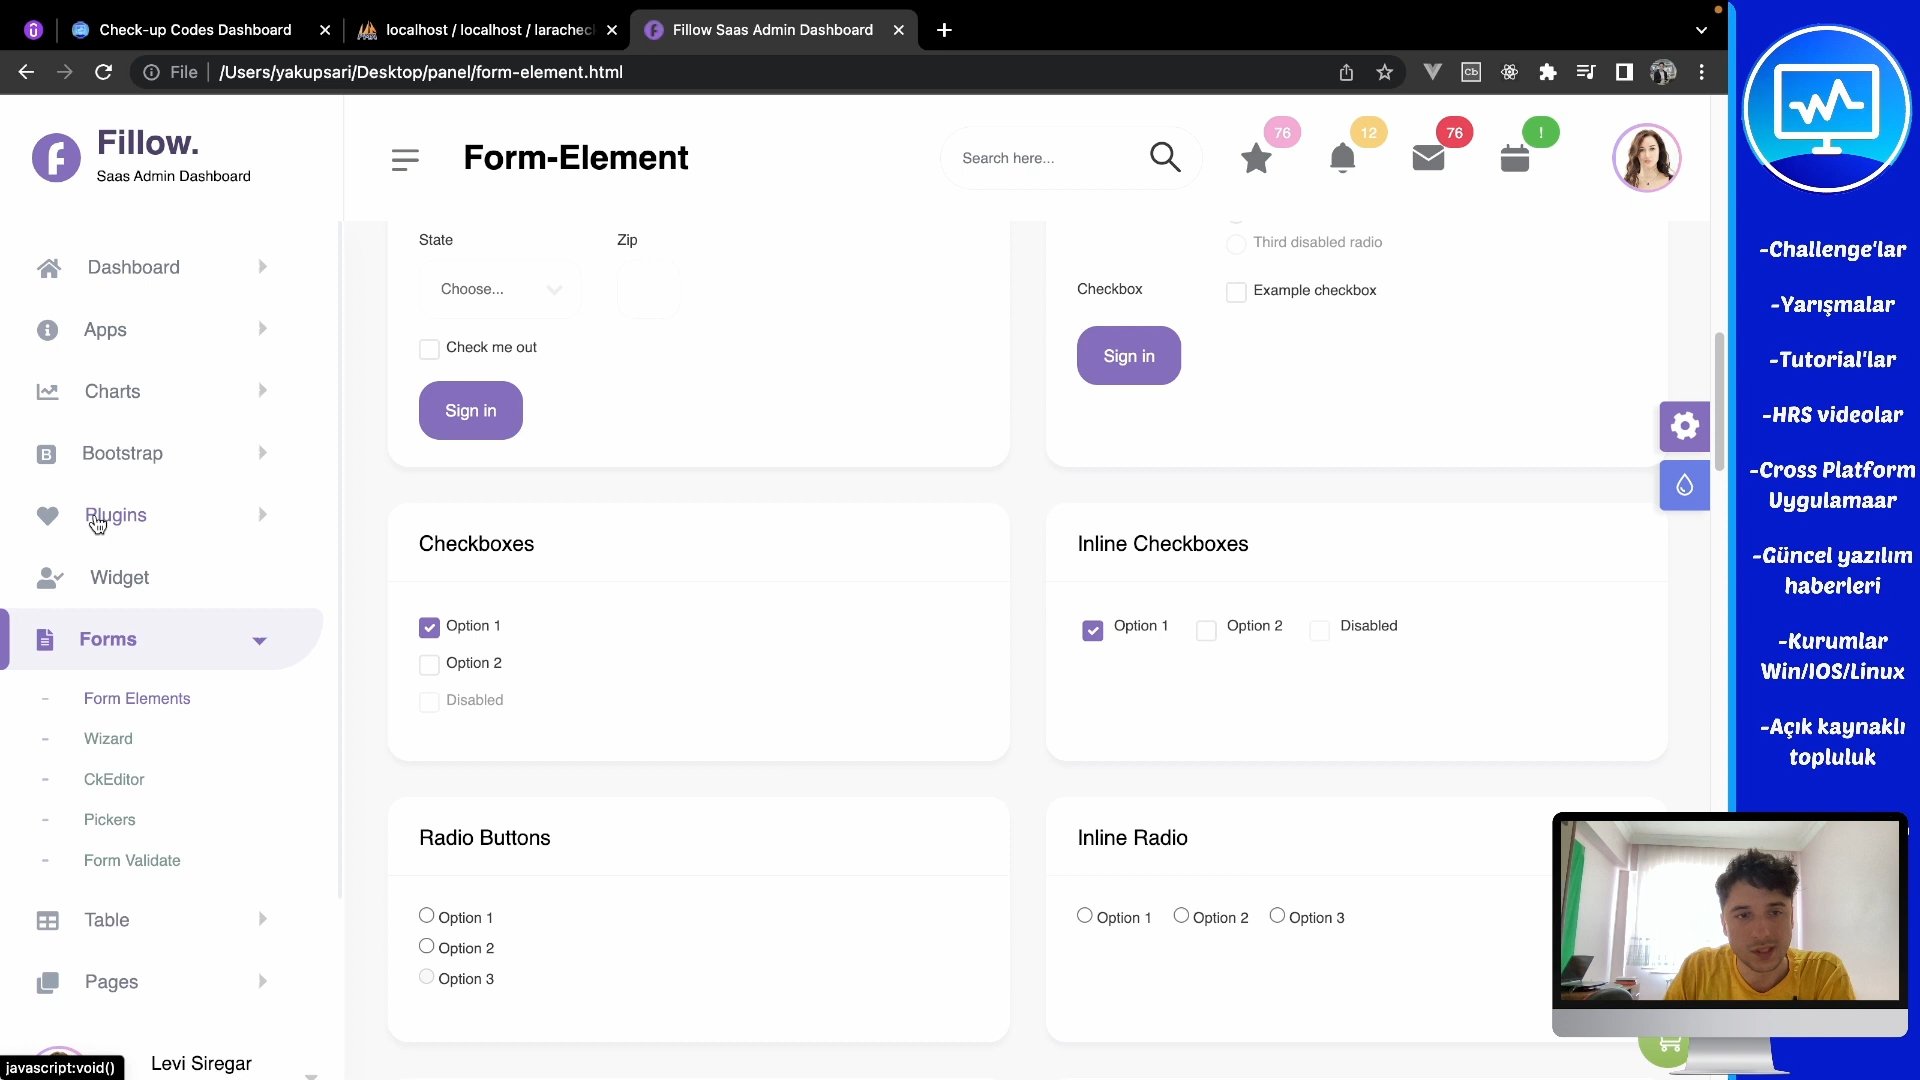 Check-up Codes Dashboard
localhost / localhost / larachec
Fillow Saas Admin Dashboard
File
/Users/yakupsari/Desktop/panel/form-element.html
Fillow.
Saas Admin Dashboard
Form-Element
Search here...
76
12
76
!
Dashboard
Apps
Charts
Bootstrap
Plugins
Widget
Forms
- Form Elements
- Wizard
- CkEditor
- Pickers
- Form Validate
Table
Pages
Levi Siregar
javascript:void()
State
Zip
Choose...
Check me out
Sign in
Third disabled radio
Checkbox
Example checkbox
Sign in
Checkboxes
Option 1
Option 2
Disabled
Inline Checkboxes
Option 1 Option 2 Disabled
Radio Buttons
Option 1
Option 2
Option 3
Inline Radio
Option 1 Option 2 Option 3
-Challenge'lar
-Yarışmalar
-Tutorial'lar
-HRS videolar
-Cross Platform
Uygulamaar
-Güncel yazılım
haberleri
-Kurumlar
Win/IOS/Linux
-Açık kaynaklı
topluluk